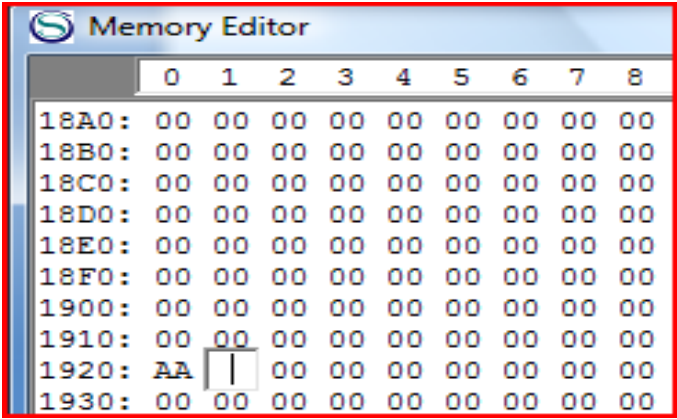 Memory Editor
0 1 2 3 4 5 6 7 8
18A0: 00 00 00 00 00 00 00 00 00
18B0: 00 00 00 00 00 00 00 00 00
18C0: 00 00 00 00 00 00 00 00 00
18D0: 00 00 00 00 00 00 00 00 00
18E0: 00 00 00 00 00 00 00 00 00
18F0: 00 00 00 00 00 00 00 00 00
1900: 00 00 00 00 00 00 00 00 00
1910: 00 00 00 00 00 00 00 00 00
1920: AA 00 00 00 00 00 00 00
1930: 00 00 00 00 00 00 00 00 00